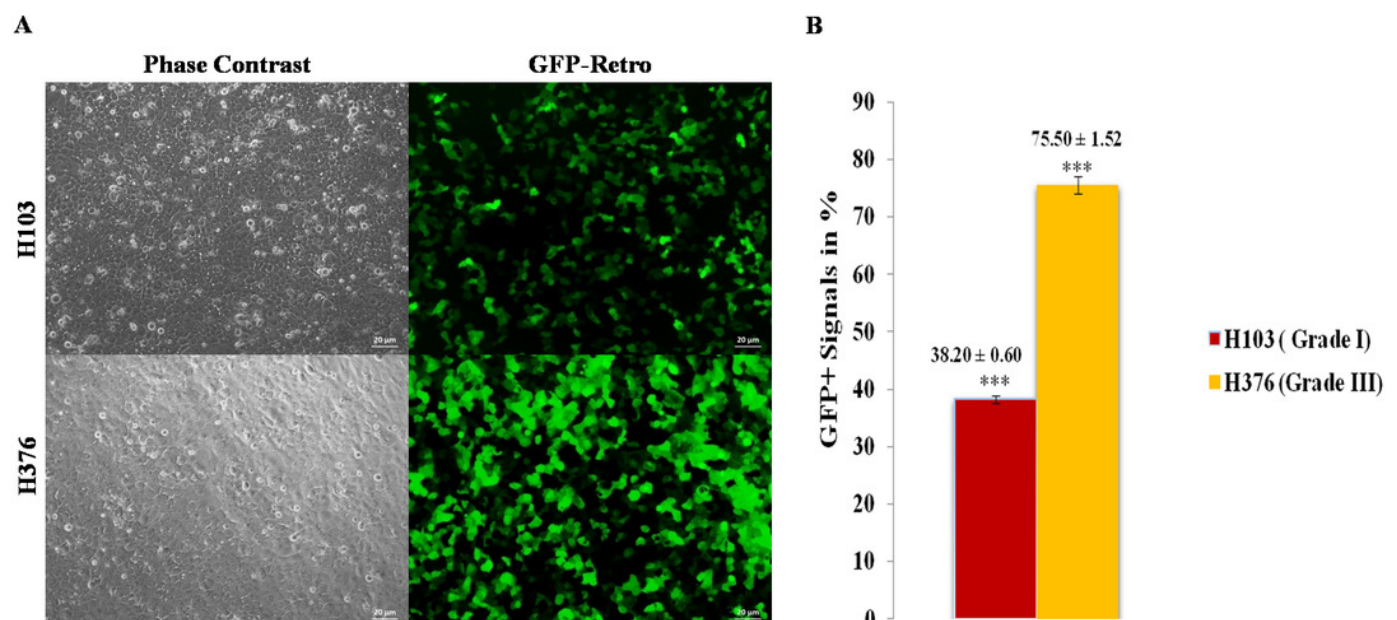 A
B
Phase Contrast
GFP-Retro
H103
20 µm
20 µm
H376
20 µm
20 µm
GFP+ Signals in %
90
80
70
60
50
40
30
20
10
0
75.50 ± 1.52
***
38.20 ± 0.60
***
H103 ( Grade I)
H376 (Grade III)